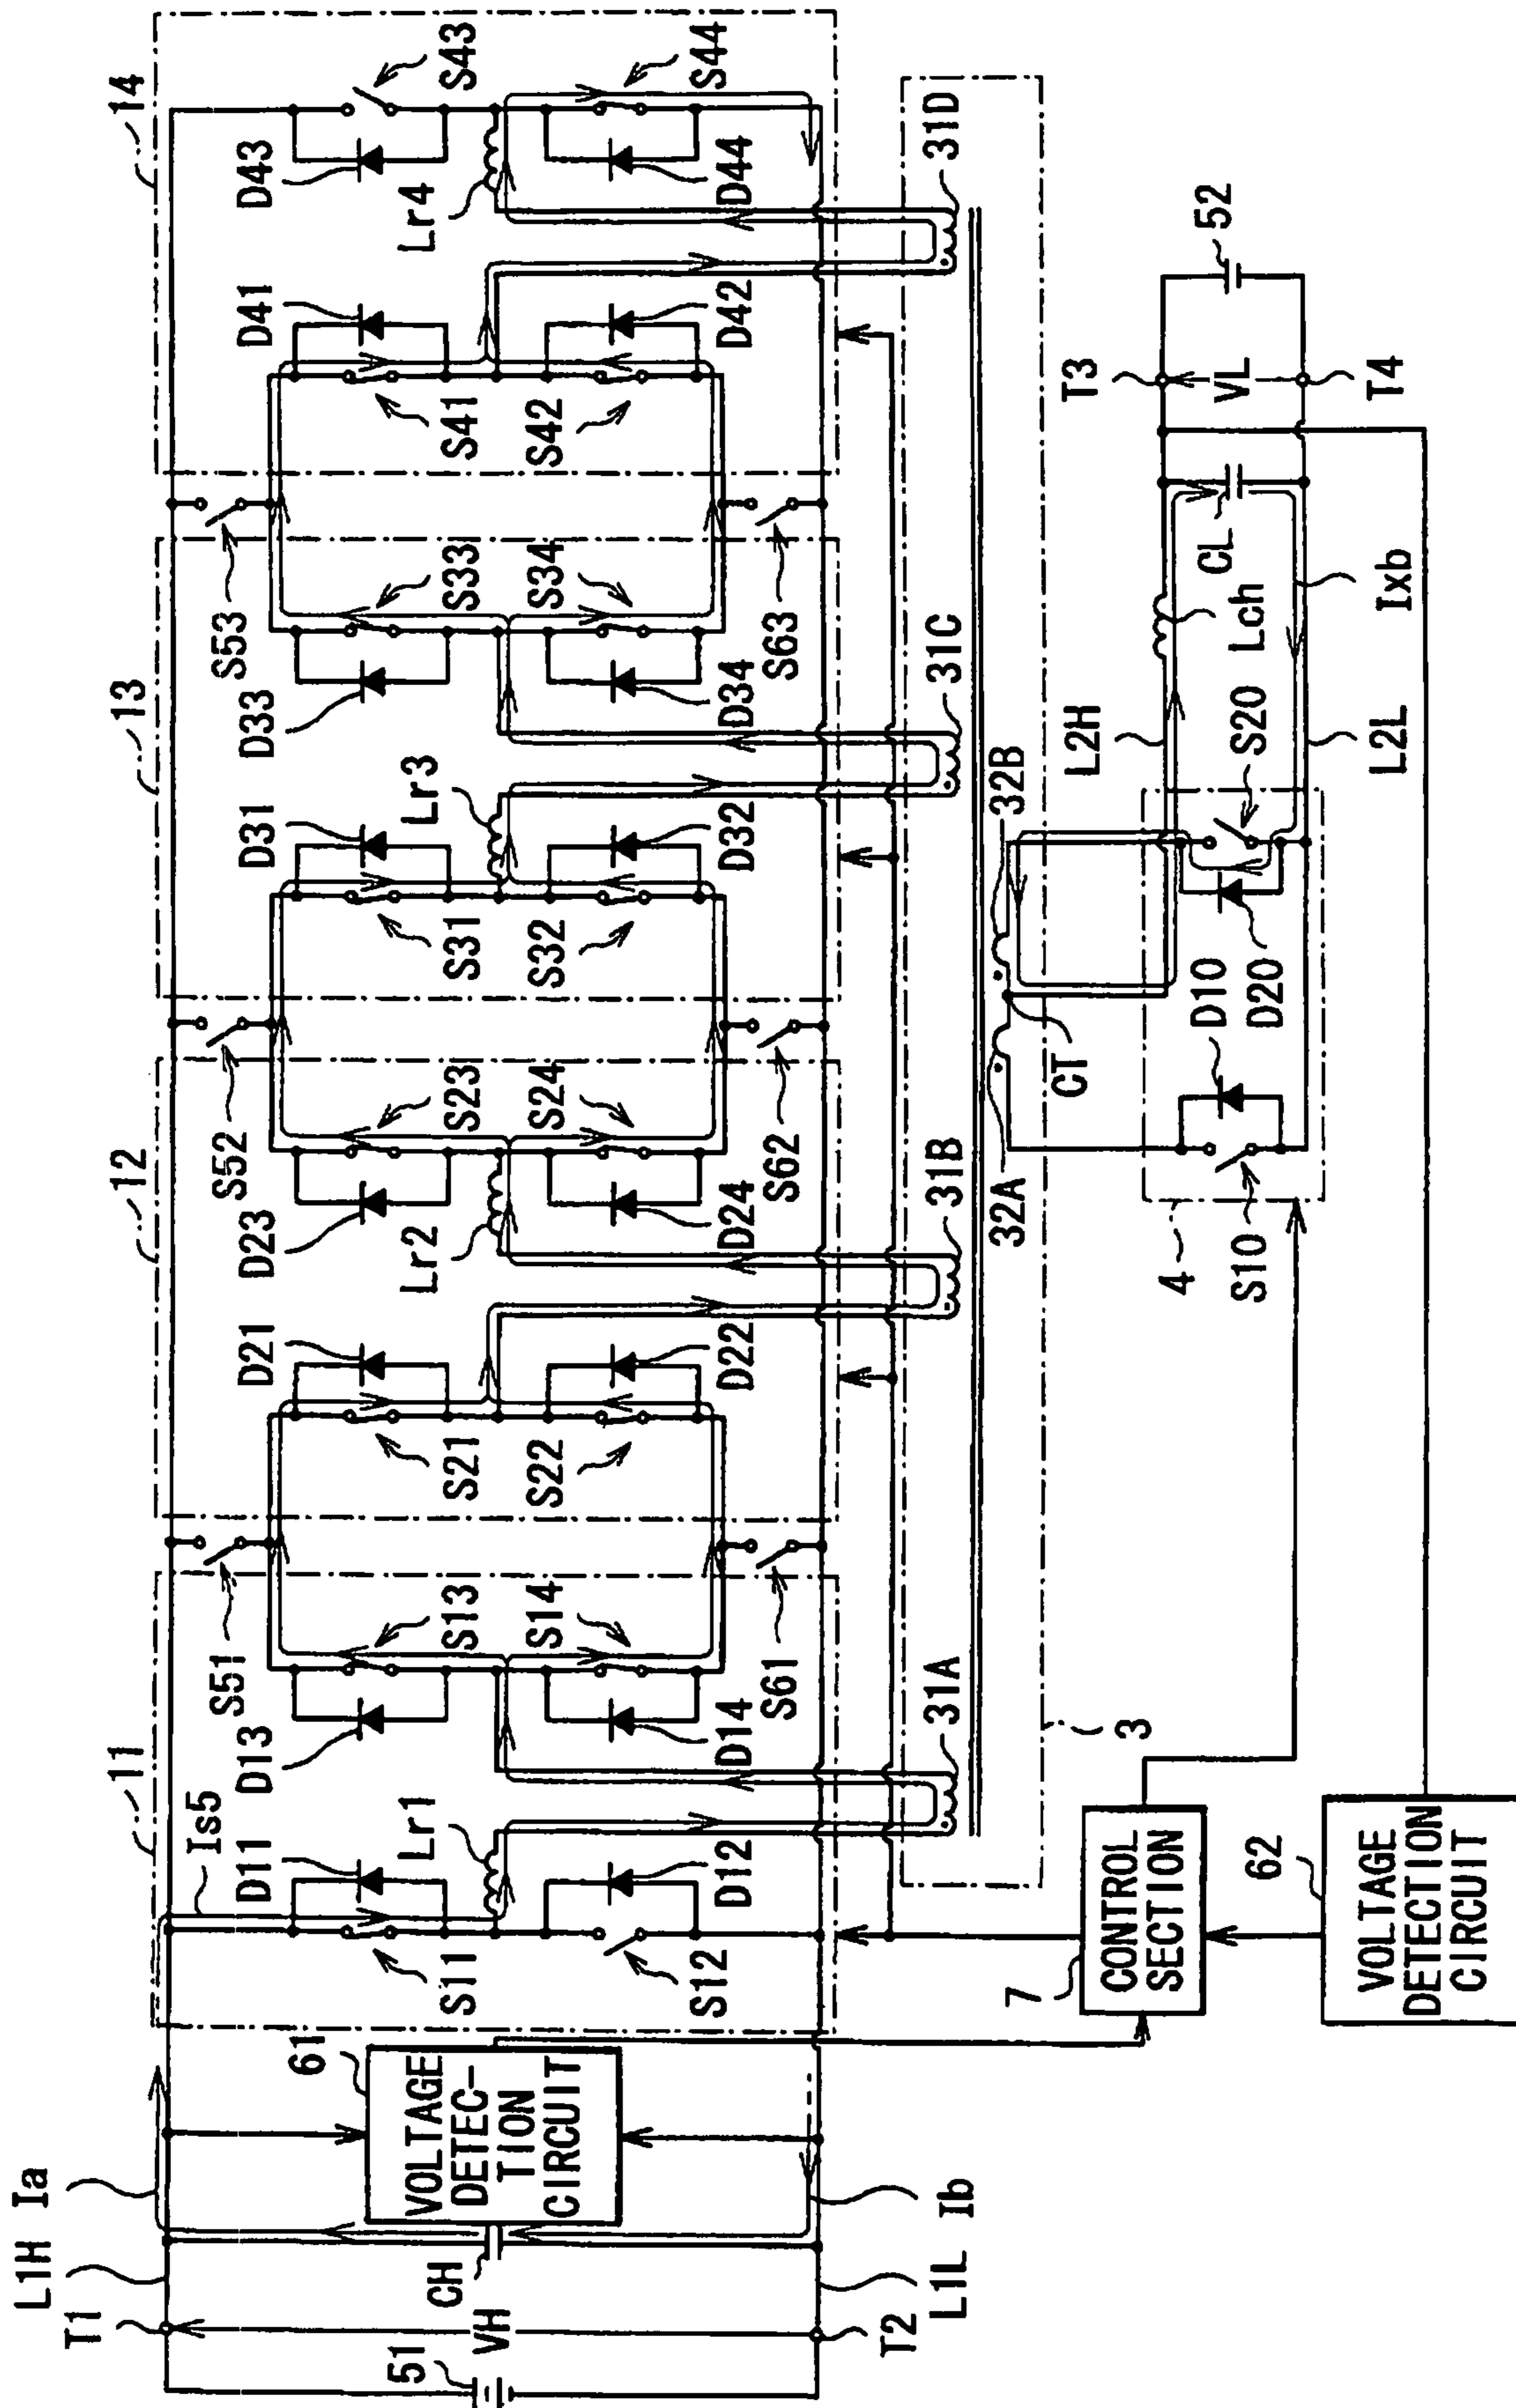 L1H
Ia
T1
11
Is5
12
13
14
51
VH
CH
61
VOLTAGE
DETEC-
TION
CIRCUIT
T2
L1L
Ib
D11
S11
Lr1
S12
D12
D13
S51
S13
S14
D14
S61
D21
S21
S22
D22
D23
S52
S23
Lr2
S24
D24
S62
D31
S31
Lr3
S32
D32
D33
S53
S33
S34
D34
S63
D41
S41
S42
D42
D43
S43
Lr4
D44
S44
31A
31B
31C
31D
3
32A
32B
CT
L2H
Lch
CL
T3
52
VL
T4
4
S10
D10
D20
S20
L2L
Ixb
7
CONTROL
SECTION
62
VOLTAGE
DETECTION
CIRCUIT